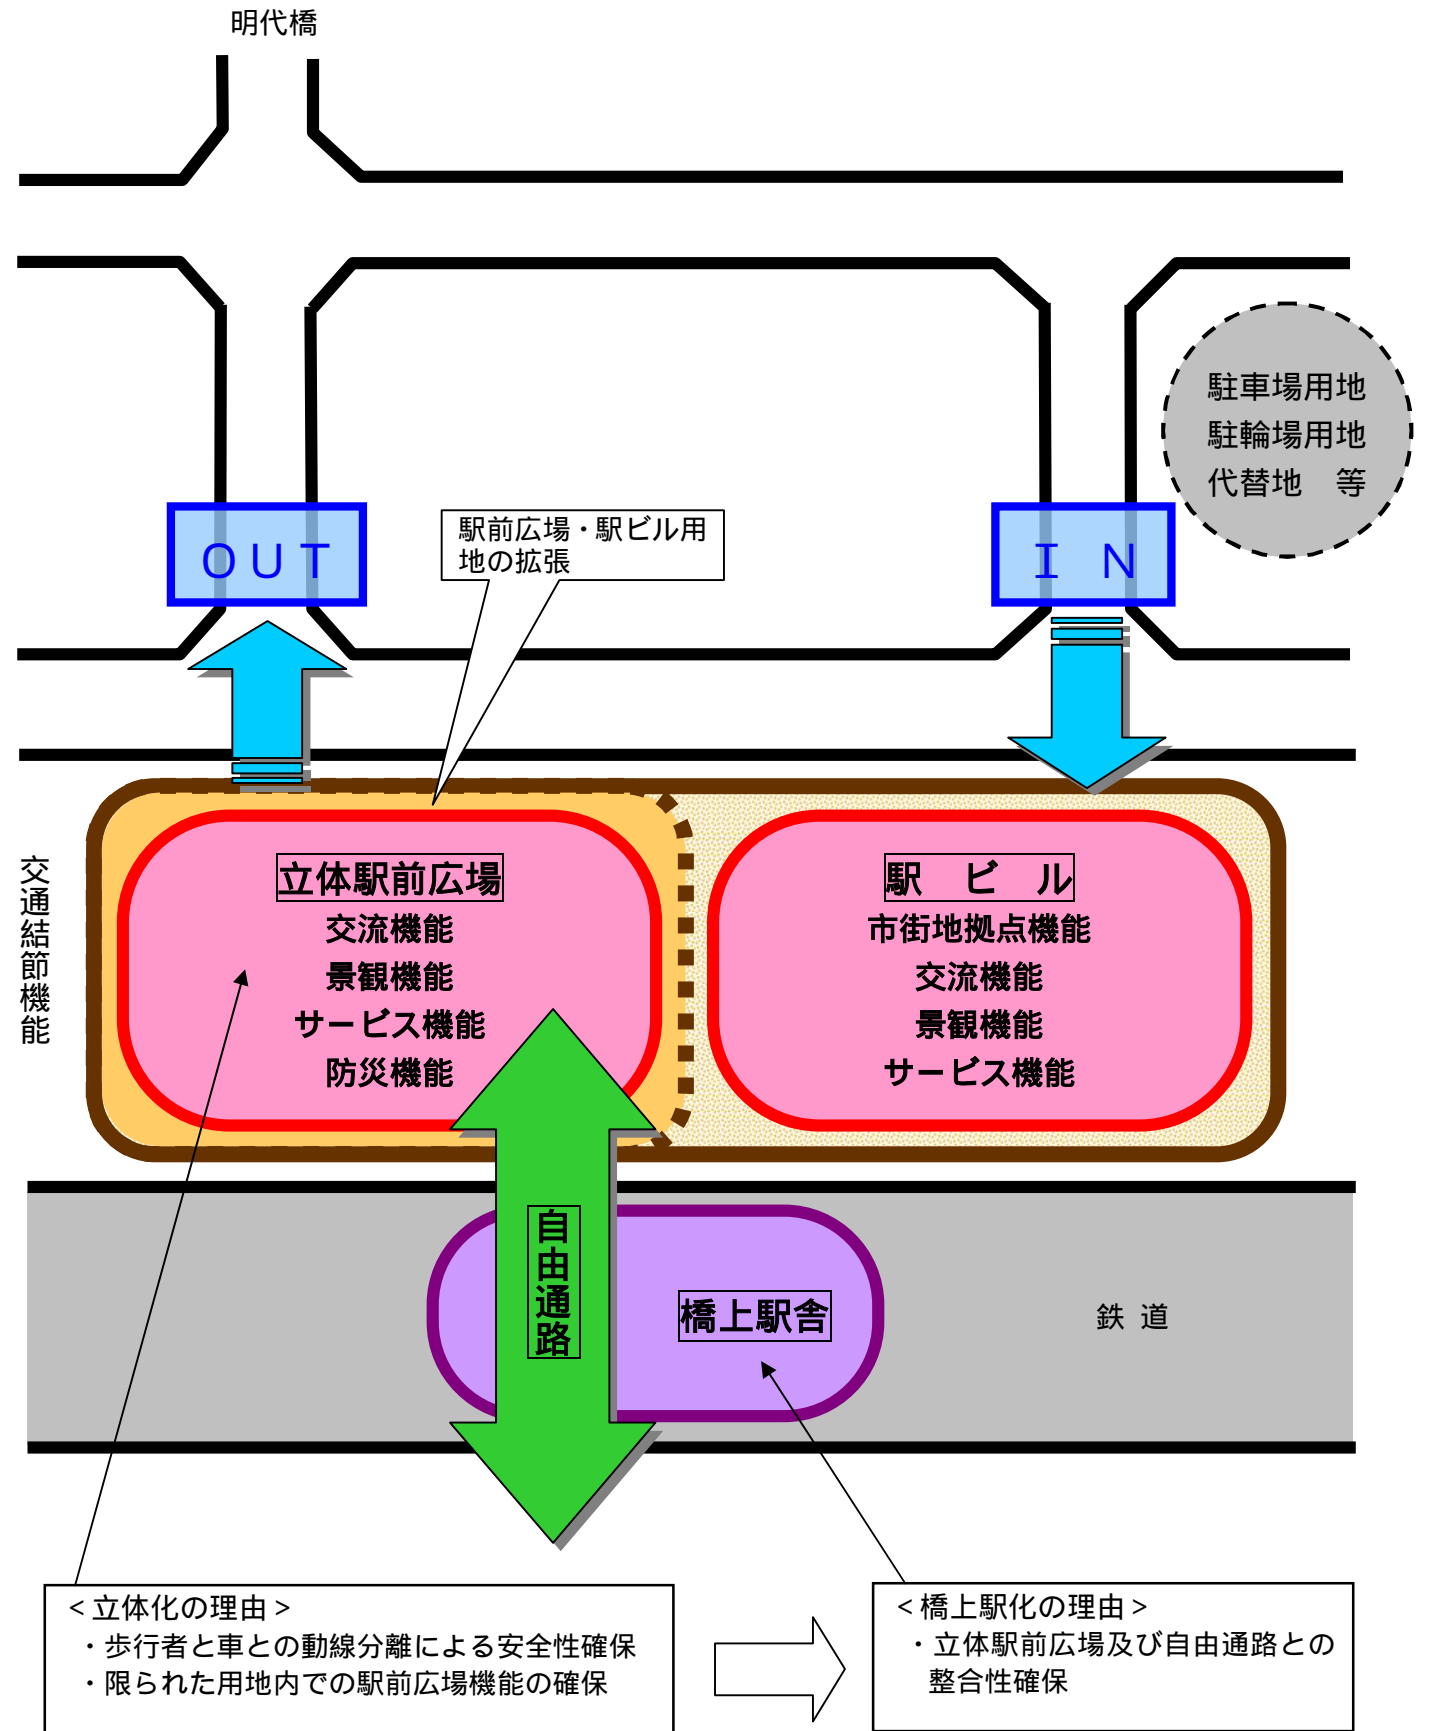 明代橋
駐車場用地
駐輪場用地
代替地　等
駅前広場・駅ビル用
地の拡張
ＯＵＴ
Ｉ　Ｎ
交通結節機能
立体駅前広場
交流機能
景観機能
サービス機能
防災機能
駅　ビ　ル
市街地拠点機能
交流機能
景観機能
サービス機能
自由通路
橋上駅舎
鉄 道
＜立体化の理由＞
・歩行者と車との動線分離による安全性確保
・限られた用地内での駅前広場機能の確保
＜橋上駅化の理由＞
・立体駅前広場及び自由通路との
整合性確保